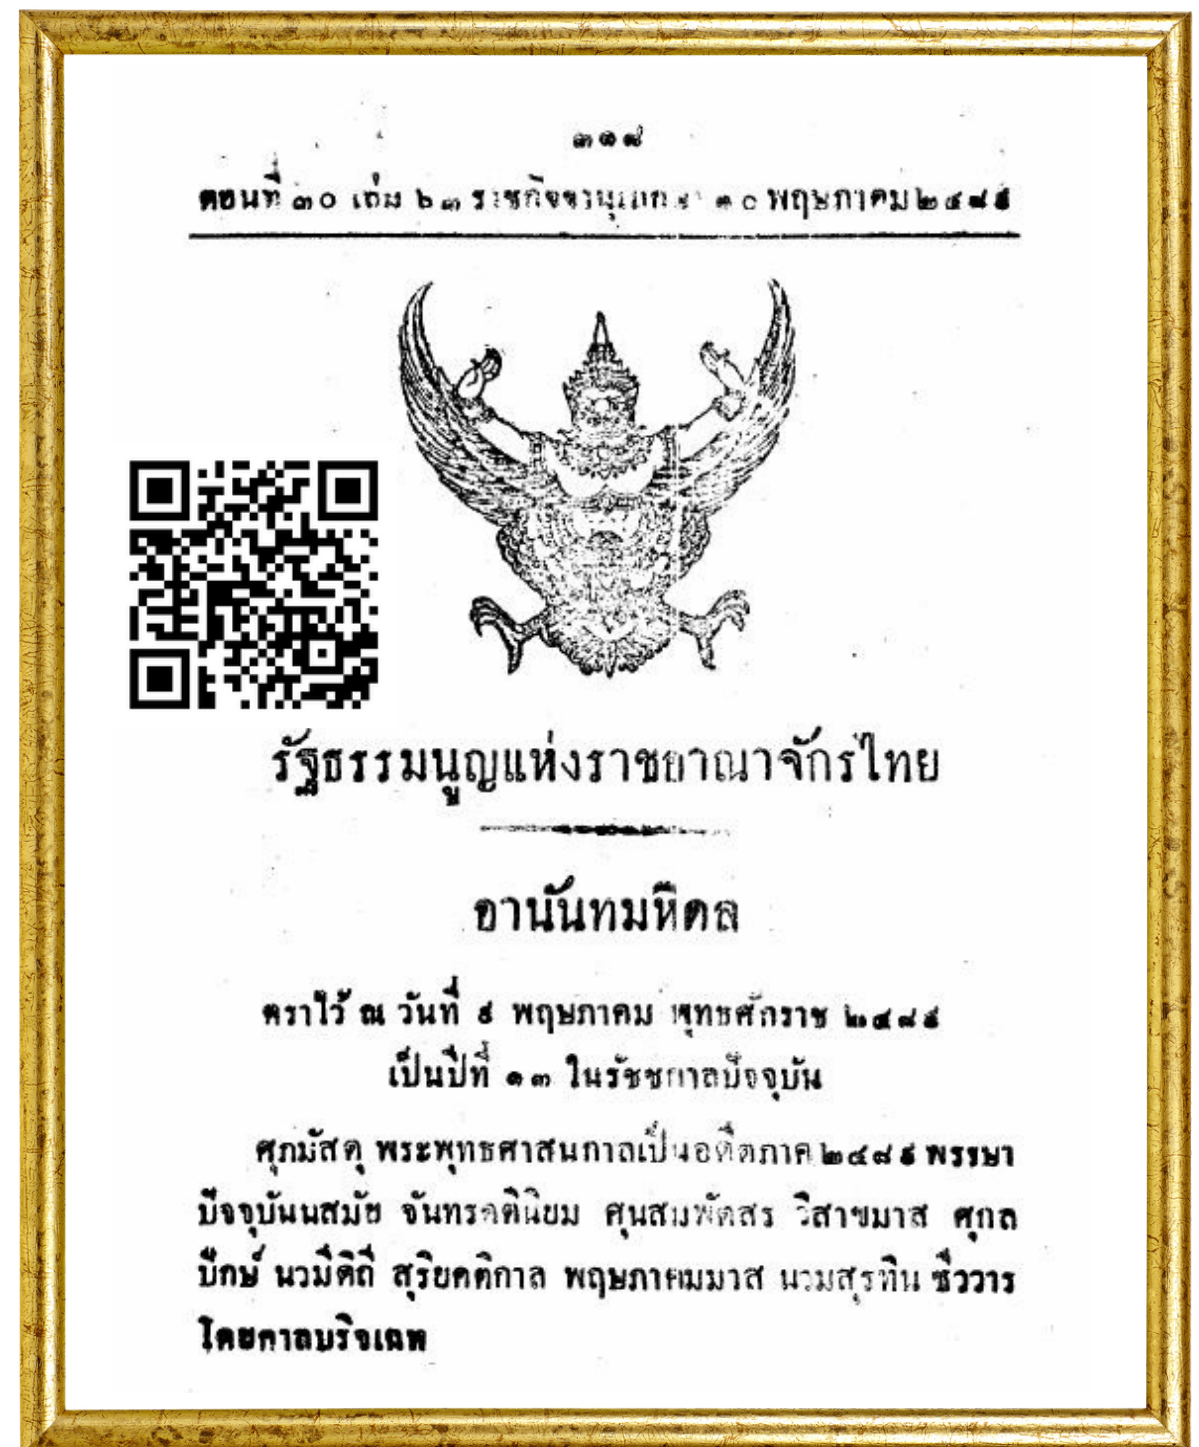 ๓๑๘
ตอนที่ ๓๐ เล่ม ๖๓ ราชกิจจานุเบกษา ๑๐ พฤษภาคม ๒๔๘๙
รัฐธรรมนูญแห่งราชอาณาจักรไทย
อานันทมหิดล
ตราไว้ ณ วันที่ ๙ พฤษภาคม พุทธศักราช ๒๔๘๙
เป็นปีที่ ๑๓ ในรัชชกาลปัจจุบัน
ศุภมัสดุ พระพุทธศาสนกาลเป็นอดีตภาค ๒๔๘๙ พรรษา
ปัจจุบันนสมัย จันทรคตินิยม ศุนสมพัตสร วิสาขมาส ศุกล
ปักษ์ นวมีดิถี สุริยคติกาล พฤษภาคมมาส นวมสุรทิน ชีววาร
โดยกาลบริจเฉท